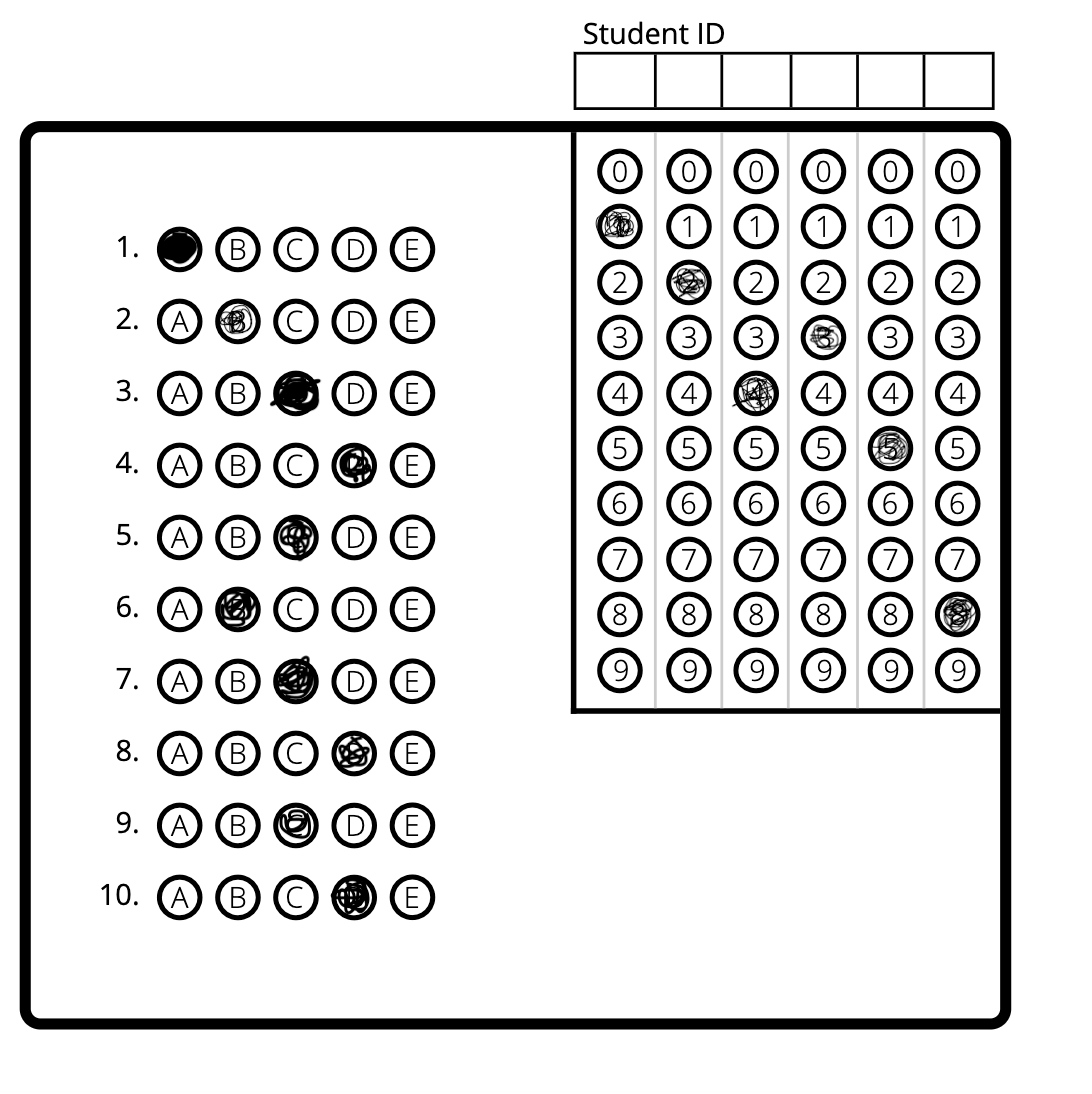 Student ID
0 0 0 0 0 0
1 1 1 1 1
2 2 2 2 2 2
3 3 3 3 3 3
4 4 4 4 4 4
5 5 5 5 5 5
6 6 6 6 6 6
7 7 7 7 7 7
8 8 8 8 8 8
9 9 9 9 9 9
1. B C D E
2. A B C D E
3. A B D E
4. A B C D E
5. A B C D E
6. A B C D E
7. A B D E
8. A B C D E
9. A B C D E
10. A B C D E